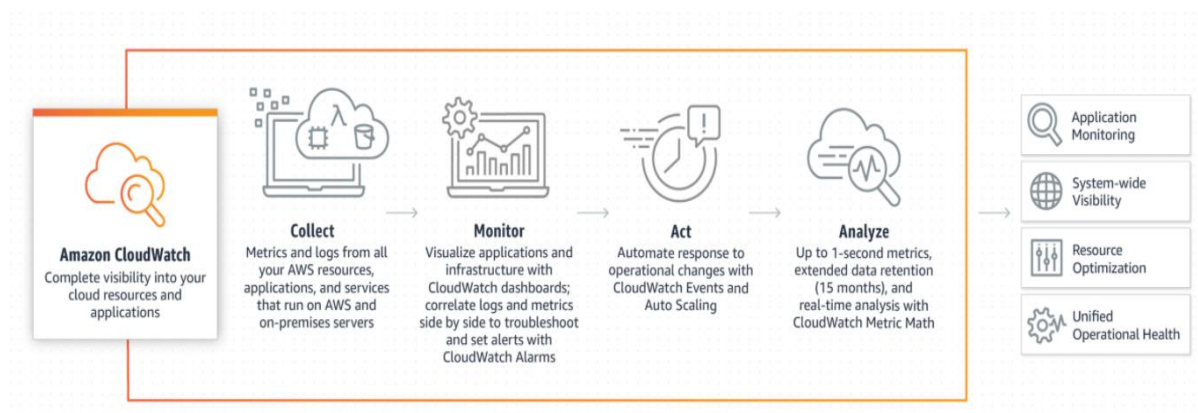 Amazon CloudWatch
Complete visibility into your
cloud resources and
applications
Collect
Metrics and logs from all
your AWS resources,
applications, and services
that run on AWS and
on-premises servers
Monitor
Visualize applications and
infrastructure with
CloudWatch dashboards;
correlate logs and metrics
side by side to troubleshoot
and set alerts with
CloudWatch Alarms
Act
Automate response to
operational changes with
CloudWatch Events and
Auto Scaling
Analyze
Up to 1-second metrics,
extended data retention
(15 months), and
real-time analysis with
CloudWatch Metric Math
Application
Monitoring
System-wide
Visibility
Resource
Optimization
Unified
Operational Health